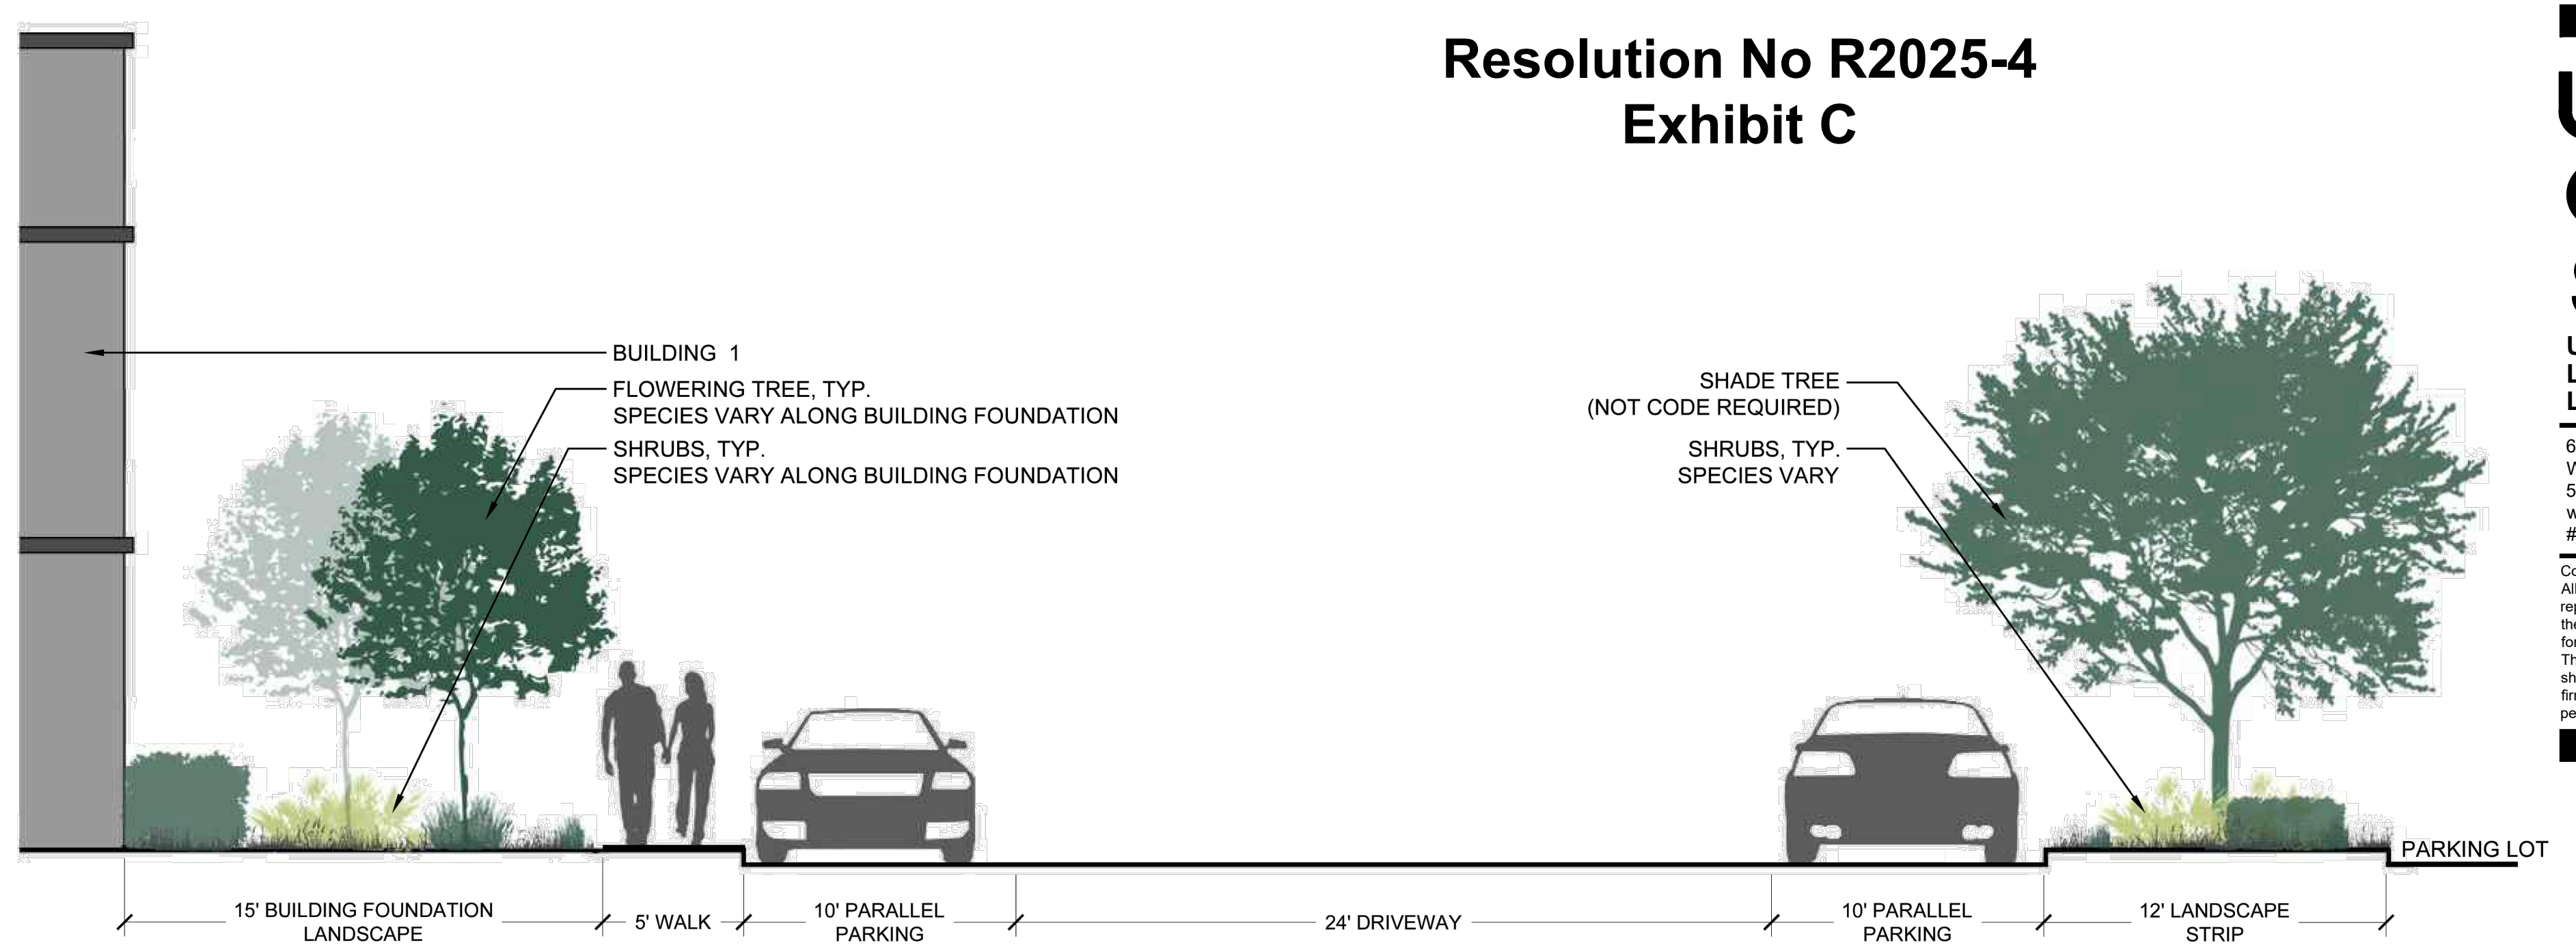 Resolution No R2025-4
Exhibit C
BUILDING 1
FLOWERING TREE, TYP.
SPECIES VARY ALONG BUILDING FOUNDATION
SHRUBS, TYP.
SPECIES VARY ALONG BUILDING FOUNDATION
SHADE TREE
(NOT CODE REQUIRED)
SHRUBS, TYP.
SPECIES VARY
PARKING LOT
15' BUILDING FOUNDATION
LANDSCAPE
5' WALK
10' PARALLEL
PARKING
24' DRIVEWAY
10' PARALLEL
PARKING
12' LANDSCAPE
STRIP